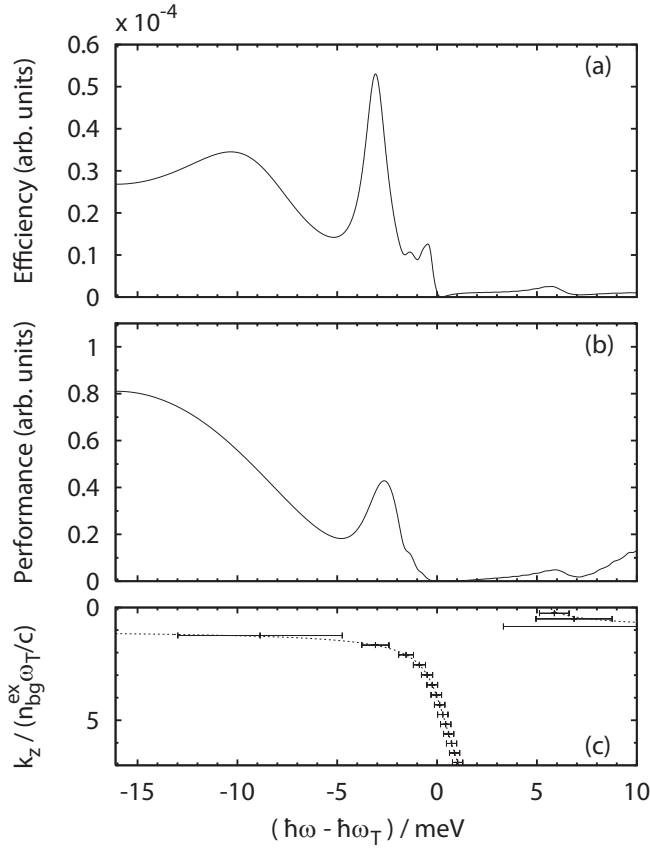 x 10⁻⁴
(a)
Efficiency (arb. units)
0.6
0.5
0.4
0.3
0.2
0.1
0
(b)
Performance (arb. units)
1
0.8
0.6
0.4
0.2
0
(c)
k_z / (n_bg^ex ω_T/c)
0
5
-15 -10 -5 0 5 10
( ħω - ħω_T ) / meV